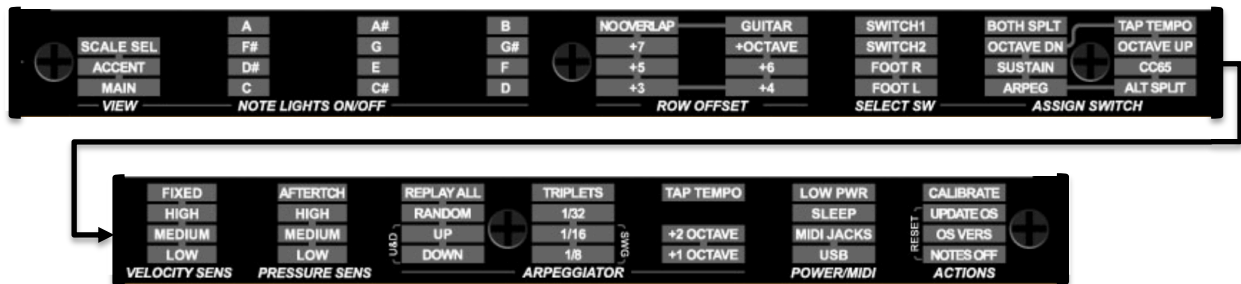 A A# B NO OVERLAP GUITAR SWITCH1 BOTH SPLT TAP TEMPO
SCALE SEL F# G G# +7 +OCTAVE SWITCH2 OCTAVE DN OCTAVE UP
ACCENT D# E F +5 +6 FOOT R SUSTAIN CC65
MAIN C C# D +3 +4 FOOT L ARPEG ALT SPLIT
VIEW NOTE LIGHTS ON/OFF ROW OFFSET SELECT SW ASSIGN SWITCH
FIXED AFTERTCH REPLAY ALL TRIPLETS TAP TEMPO LOW PWR CALIBRATE
HIGH HIGH RANDOM 1/32 SLEEP UPDATE OS
MEDIUM MEDIUM U&D UP 1/16 SWG +2 OCTAVE MIDI JACKS RESET OS VERS
LOW LOW DOWN 1/8 +1 OCTAVE USB NOTES OFF
VELOCITY SENS PRESSURE SENS ARPEGGIATOR POWER/MIDI ACTIONS